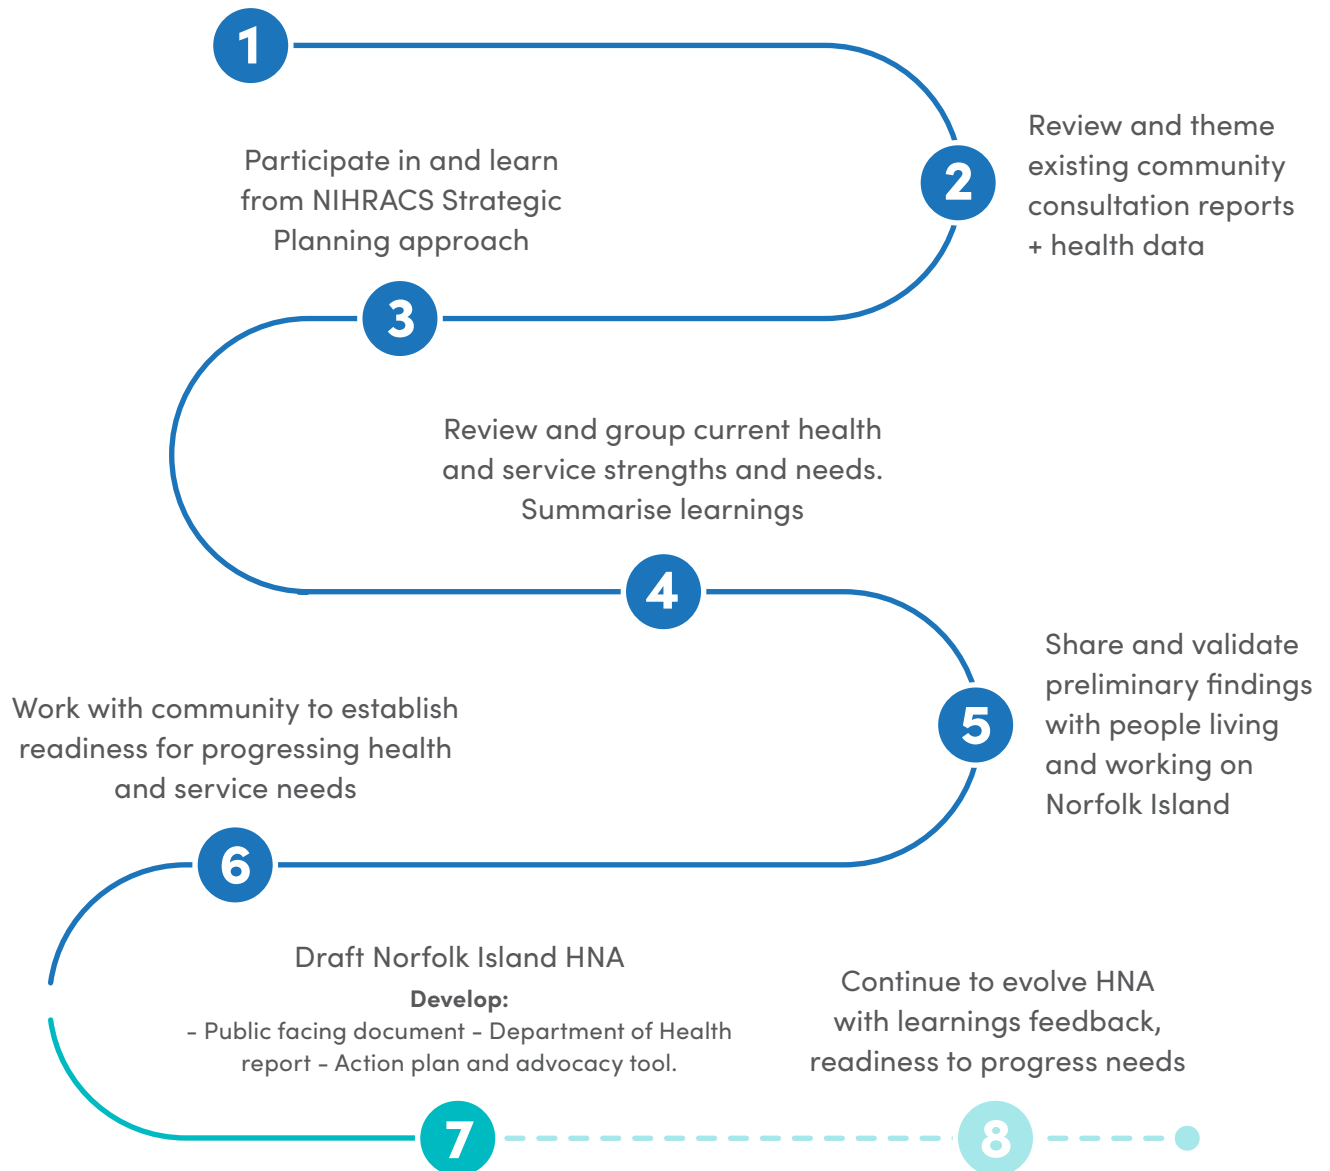 1
2
Review and theme
existing community
consultation reports
+ health data
Participate in and learn
from NIHRACS Strategic
Planning approach
3
Review and group current health
and service strengths and needs.
Summarise learnings
4
Share and validate
preliminary findings
with people living
and working on
Norfolk Island
5
Work with community to establish
readiness for progressing health
and service needs
6
Draft Norfolk Island HNA
Develop:
- Public facing document - Department of Health
report - Action plan and advocacy tool.
7
Continue to evolve HNA
with learnings feedback,
readiness to progress needs
8